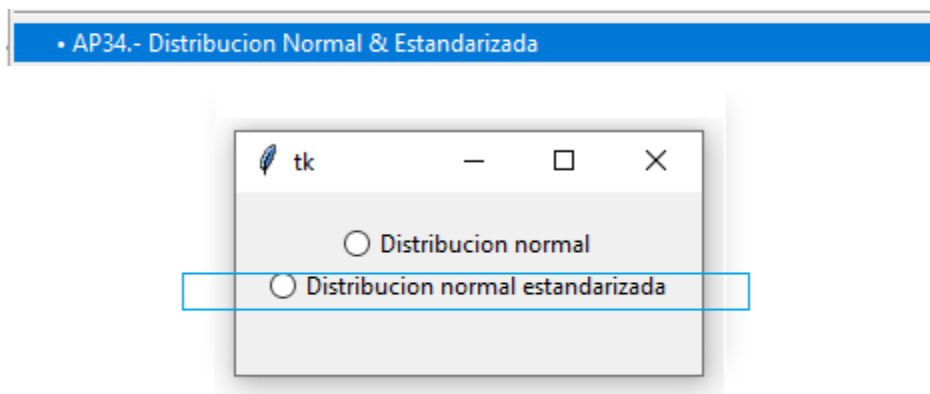 • AP34.- Distribucion Normal & Estandarizada
tk
Distribucion normal
Distribucion normal estandarizada